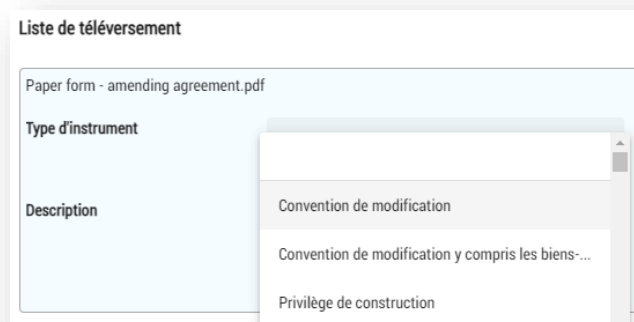 Liste de téléversement
Paper form - amending agreement.pdf
Type d'instrument
Description
Convention de modification
Convention de modification y compris les biens-...
Privilège de construction